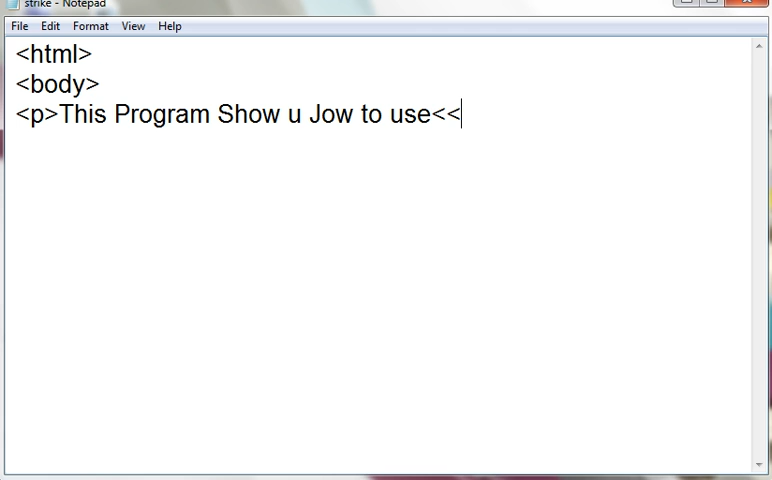 strike - Notepad
File Edit Format View Help
<html>
<body>
<p>This Program Show u Jow to use<<